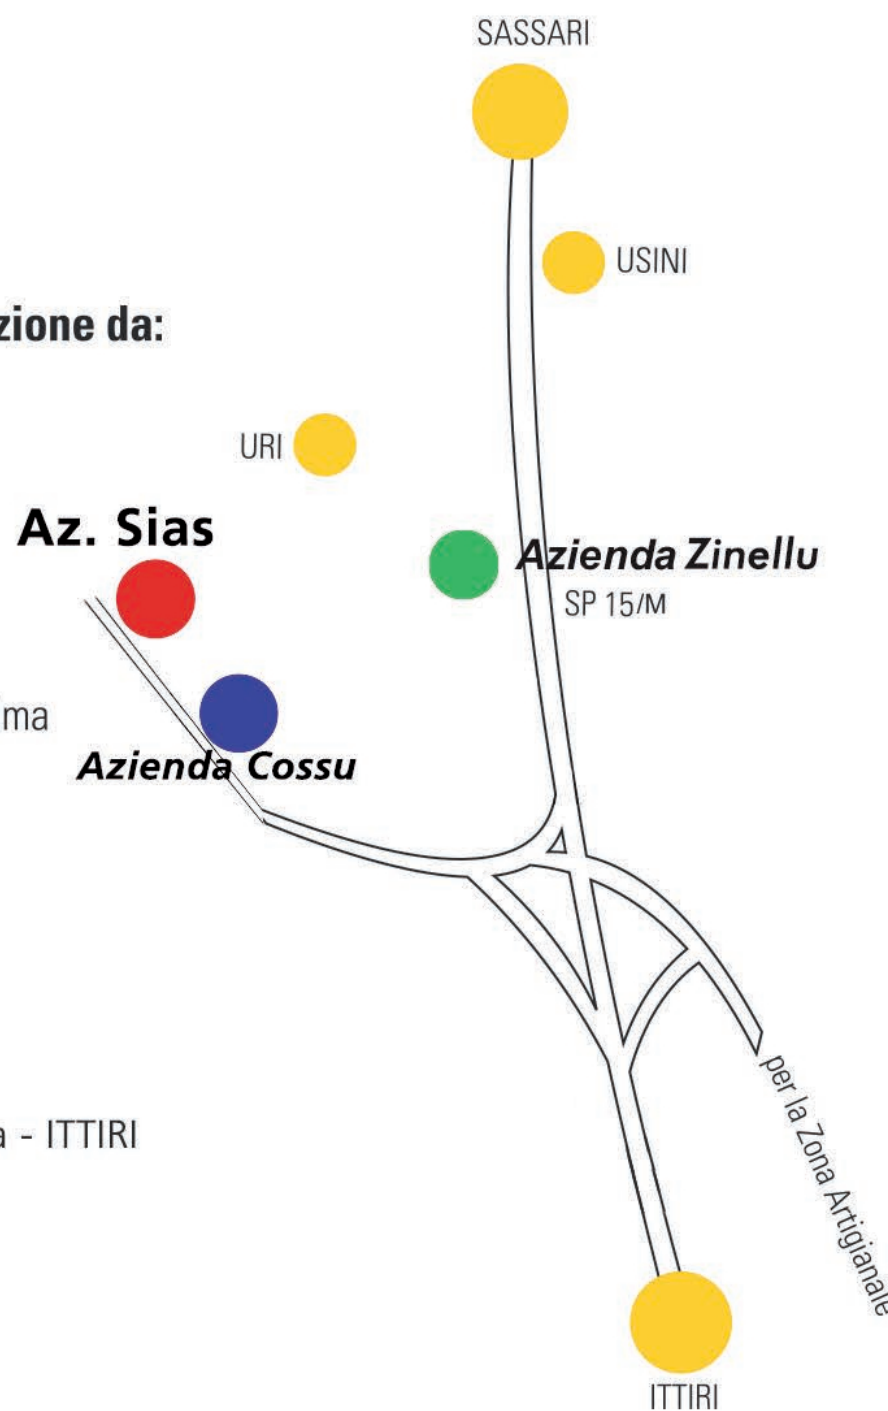 SASSARI
USINI
zione da:
URI
Az. Sias
Azienda Zinellu
SP 15/M
ma
Azienda Cossu
a - ITTIRI
per la Zona Artigianale
ITTIRI